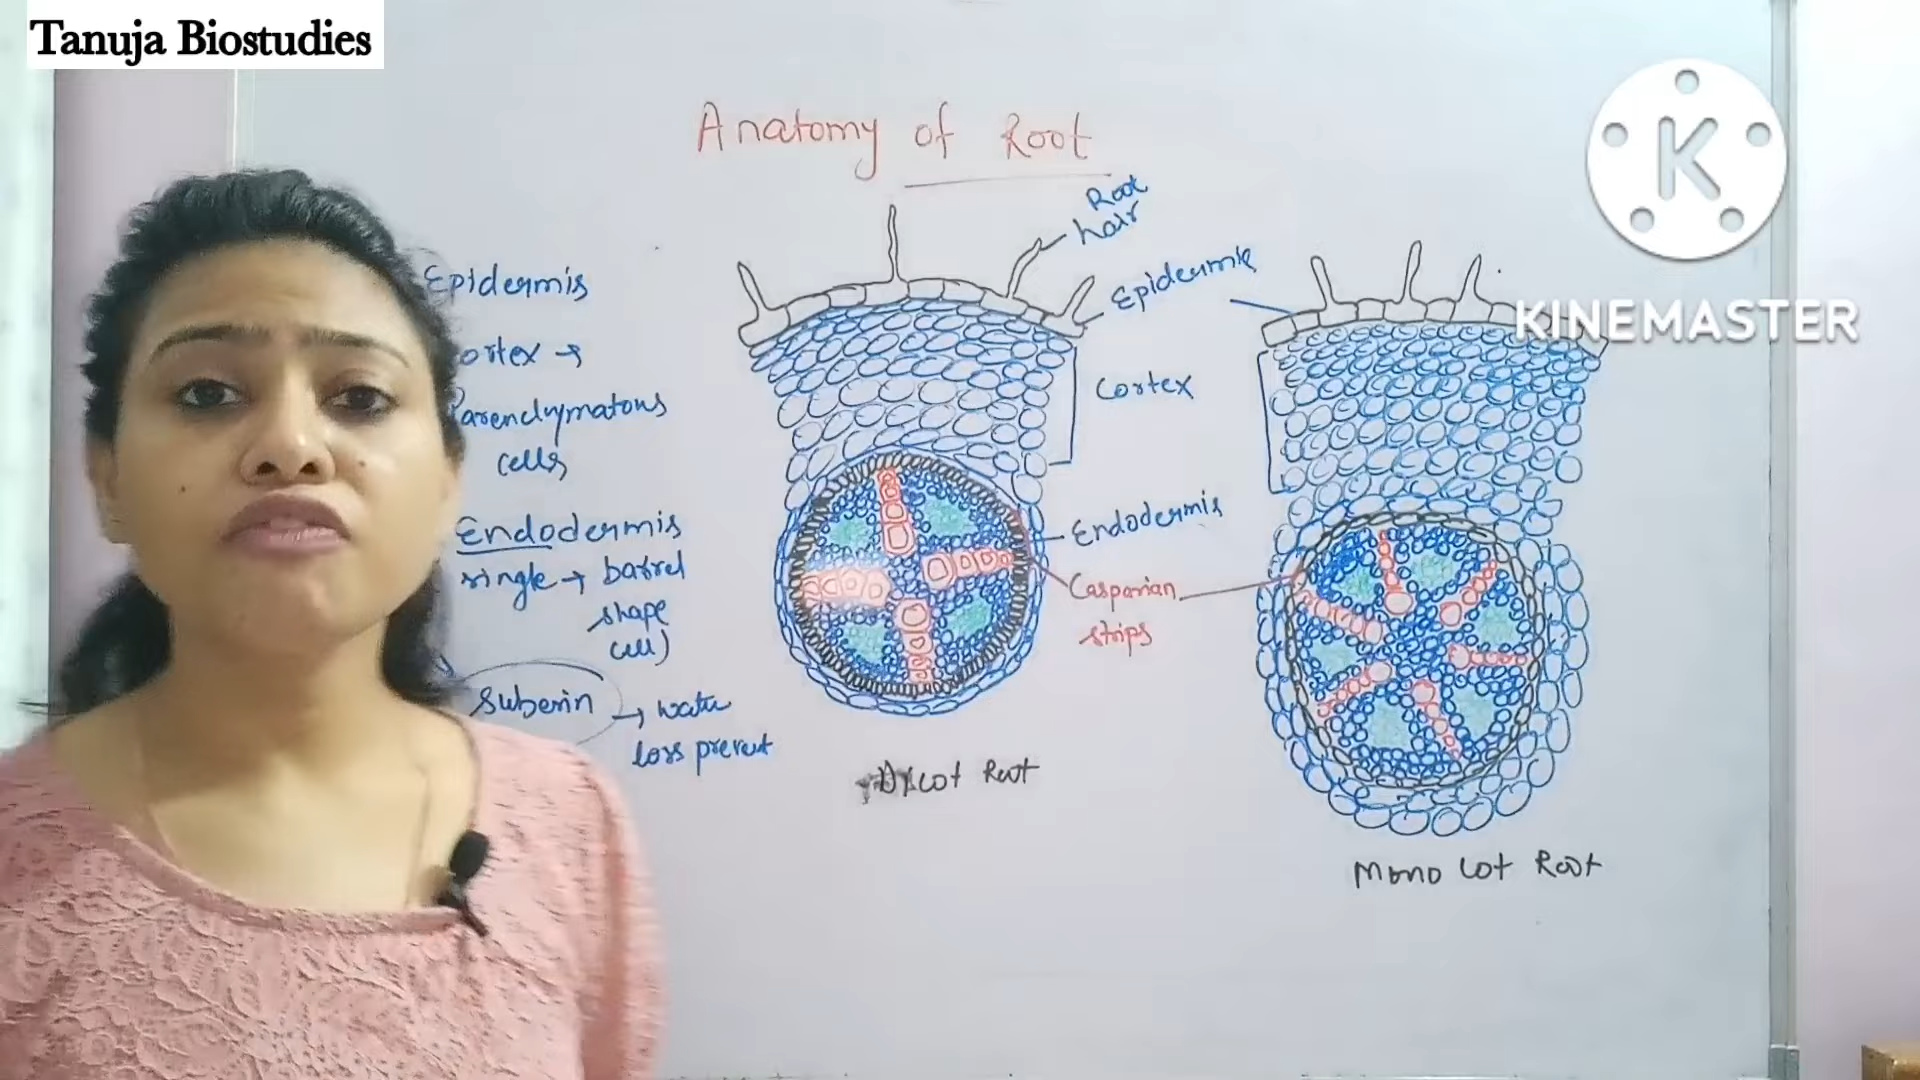 Tanuja Biostudies
Anatomy of Root
Root
hair
Epidermis
Epidermis
ortex →
Parenchymatous
cells
Cortex
Endodermis
single → barrel
shape
cell)
Endodermis
Casparian
strips
Suberin → water
loss prevent
Dicot Root
Mono cot Root
K
KINEMASTER